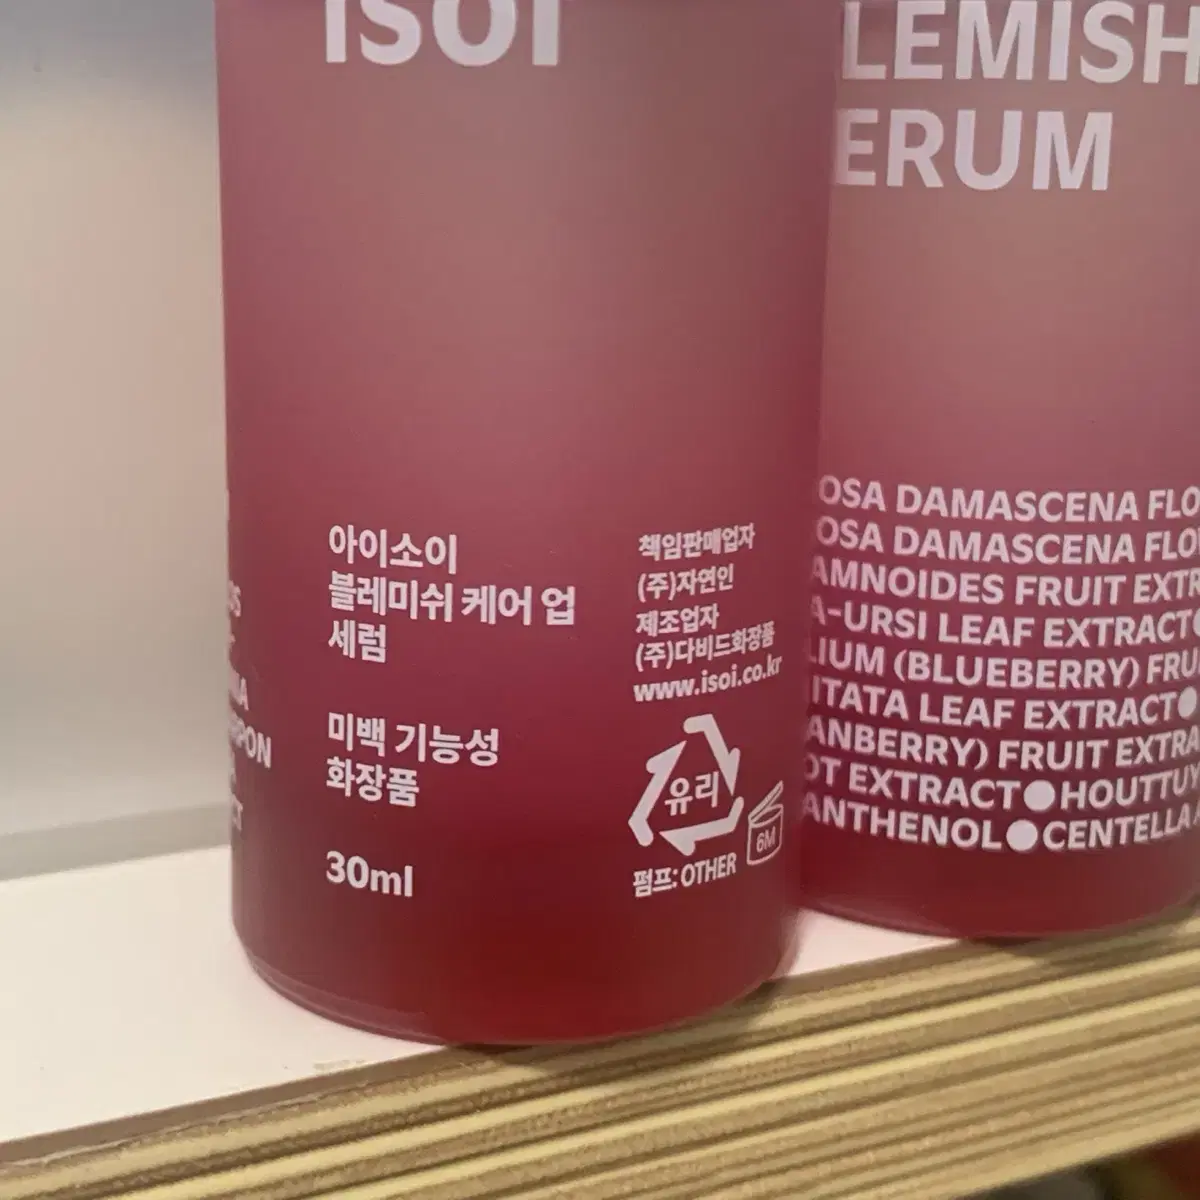 isoi
아이소이
블레미쉬 케어 업
세럼
미백 기능성
화장품
30ml
책임판매업자
(주)자연인
제조업자
(주)다비드화장품
www.isoi.co.kr
유리
6M
펌프: OTHER
LEMISH
ERUM
OSA DAMASCENA FLO
OSA DAMASCENA FLO
AMNOIDES FRUIT EXTR
A-URSI LEAF EXTRACT
LIUM (BLUEBERRY) FRU
ITATA LEAF EXTRACT●
ANBERRY) FRUIT EXTRA
OT EXTRACT●HOUTTUY
ANTHENOL●CENTELLA A